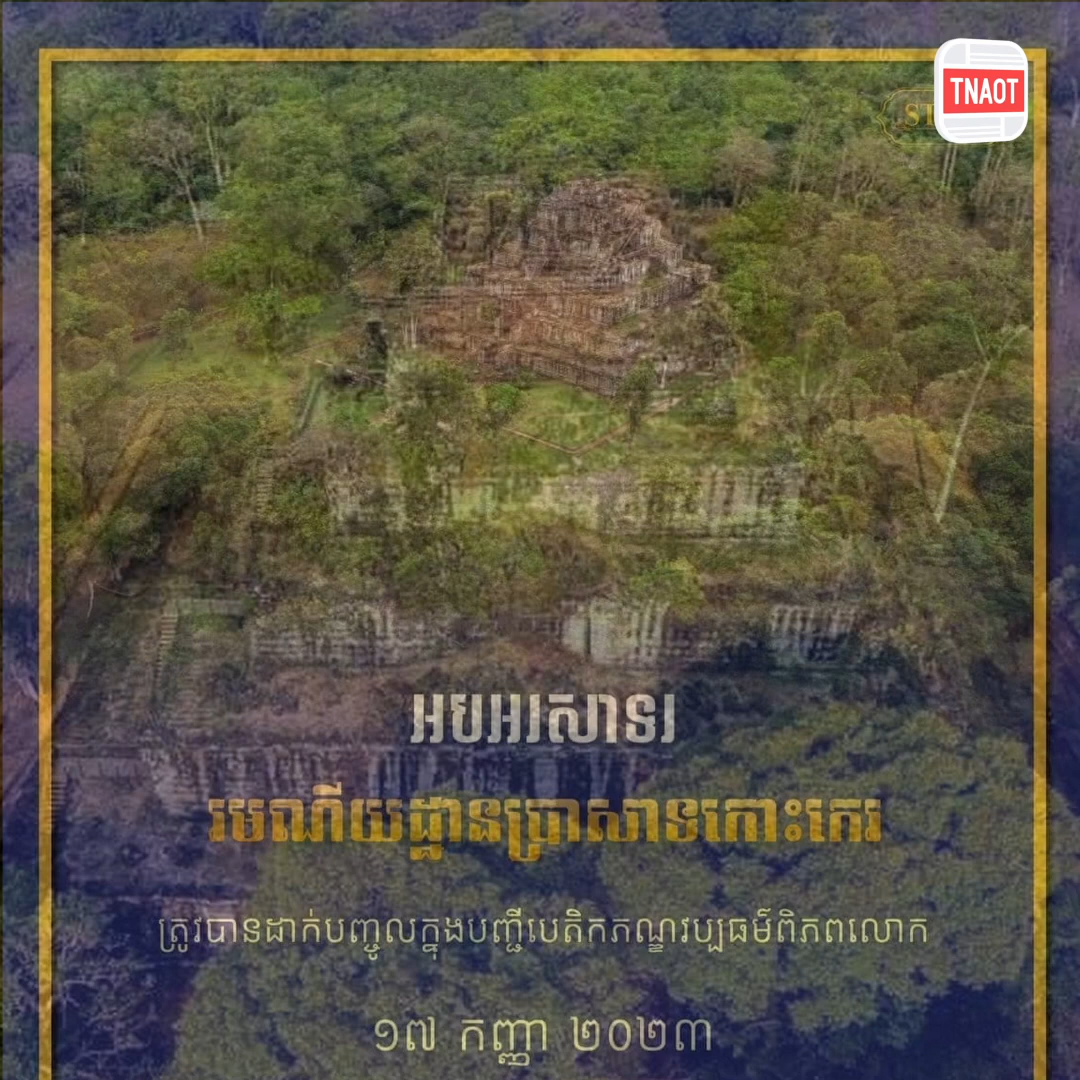 TNAOT
អបអរសាទរ
រមណីយដ្ឋានប្រាសាទកោះកេរ
ត្រូវបានដាក់បញ្ចូលក្នុងបញ្ជីបេតិកភណ្ឌវប្បធម៌ពិភពលោក
១៧ កញ្ញា ២០២៣